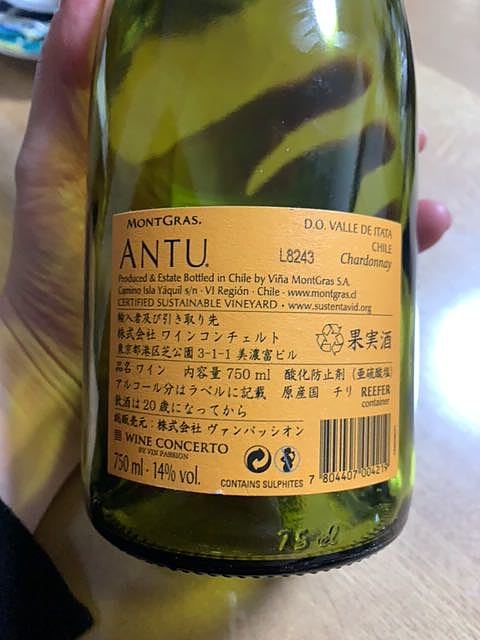 MONTGRAS.
D.O. VALLE DE ITATA
CHILE
ANTU.
L8243
Chardonnay
Produced & Estate Bottled in Chile by Viña MontGras S.A.
Camino Isla Yáquil s/n - VI Región · Chile - www.montgras.cl
CERTIFIED SUSTAINABLE VINEYARD · www.sustentavid.org
輸入者及び引き取り先
株式会社 ワインコンチェルト
果実酒
東京都港区芝公園 3-1-1 美濃富ビル
品名 ワイン 内容量 750 ml 酸化防止剤(亜硫酸塩)
アルコール分はラベルに記載 原産国 チリ REEFER
container
飲酒は20歳になってから
総販売元:株式会社 ヴァンパッシオン
WINE CONCERTO
BY VIN PASSION
750 ml · 14% vol.
CONTAINS SULPHITES
7 804407 004219
75 cl